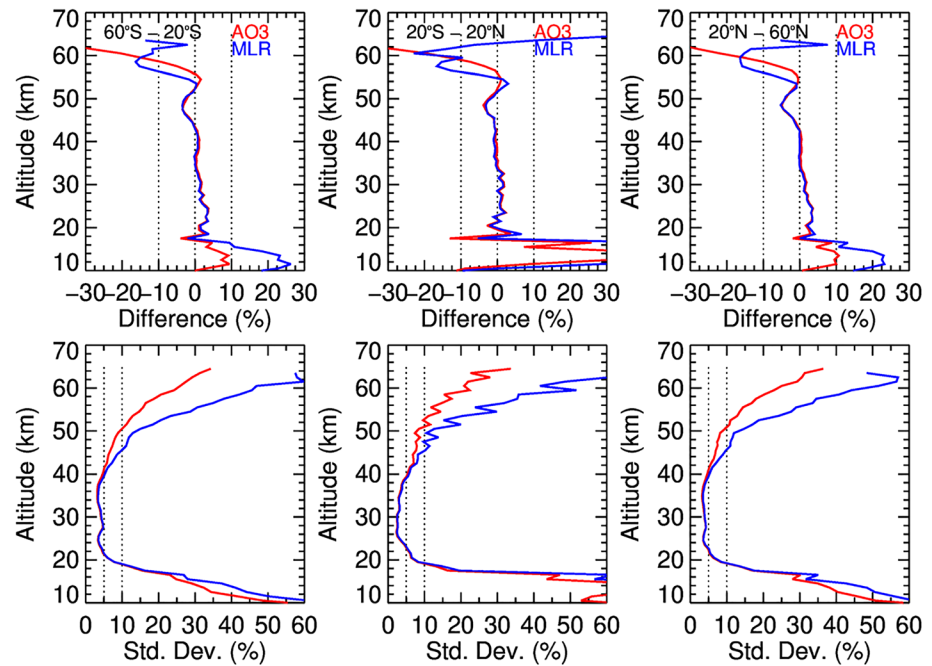 60°S – 20°S
AO3
MLR
70
60
50
40
30
20
10
Altitude (km)
−30−20−10 0 10 20 30
Difference (%)
20°S – 20°N
AO3
MLR
70
60
50
40
30
20
10
Altitude (km)
−30−20−10 0 10 20 30
Difference (%)
20°N – 60°N
AO3
MLR
70
60
50
40
30
20
10
Altitude (km)
−30−20−10 0 10 20 30
Difference (%)
70
60
50
40
30
20
10
Altitude (km)
0 10 20 30 40 50 60
Std. Dev. (%)
70
60
50
40
30
20
10
Altitude (km)
0 10 20 30 40 50 60
Std. Dev. (%)
70
60
50
40
30
20
10
Altitude (km)
0 10 20 30 40 50 60
Std. Dev. (%)